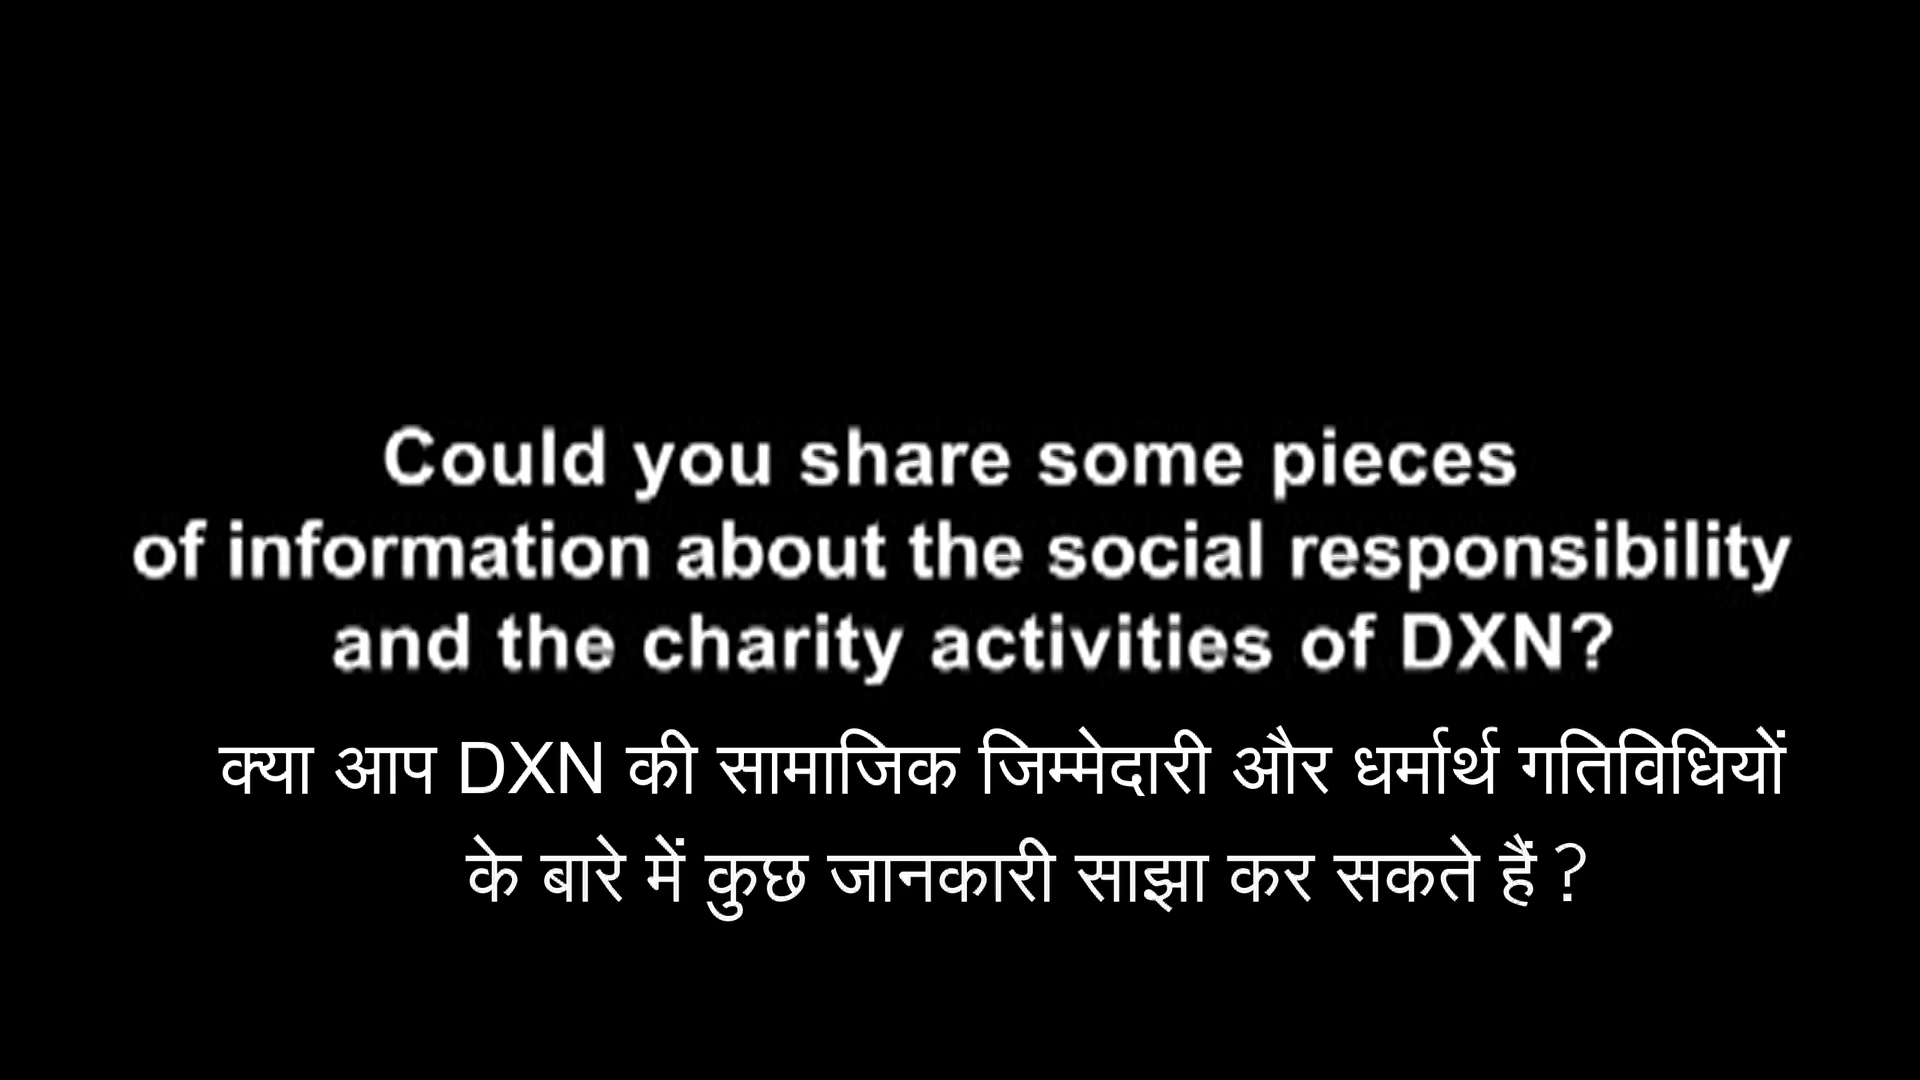 Could you share some pieces
of information about the social responsibility
and the charity activities of DXN?
क्या आप DXN की सामाजिक जिम्मेदारी और धर्मार्थ गतिविधियों
के बारे में कुछ जानकारी साझा कर सकते हैं ?